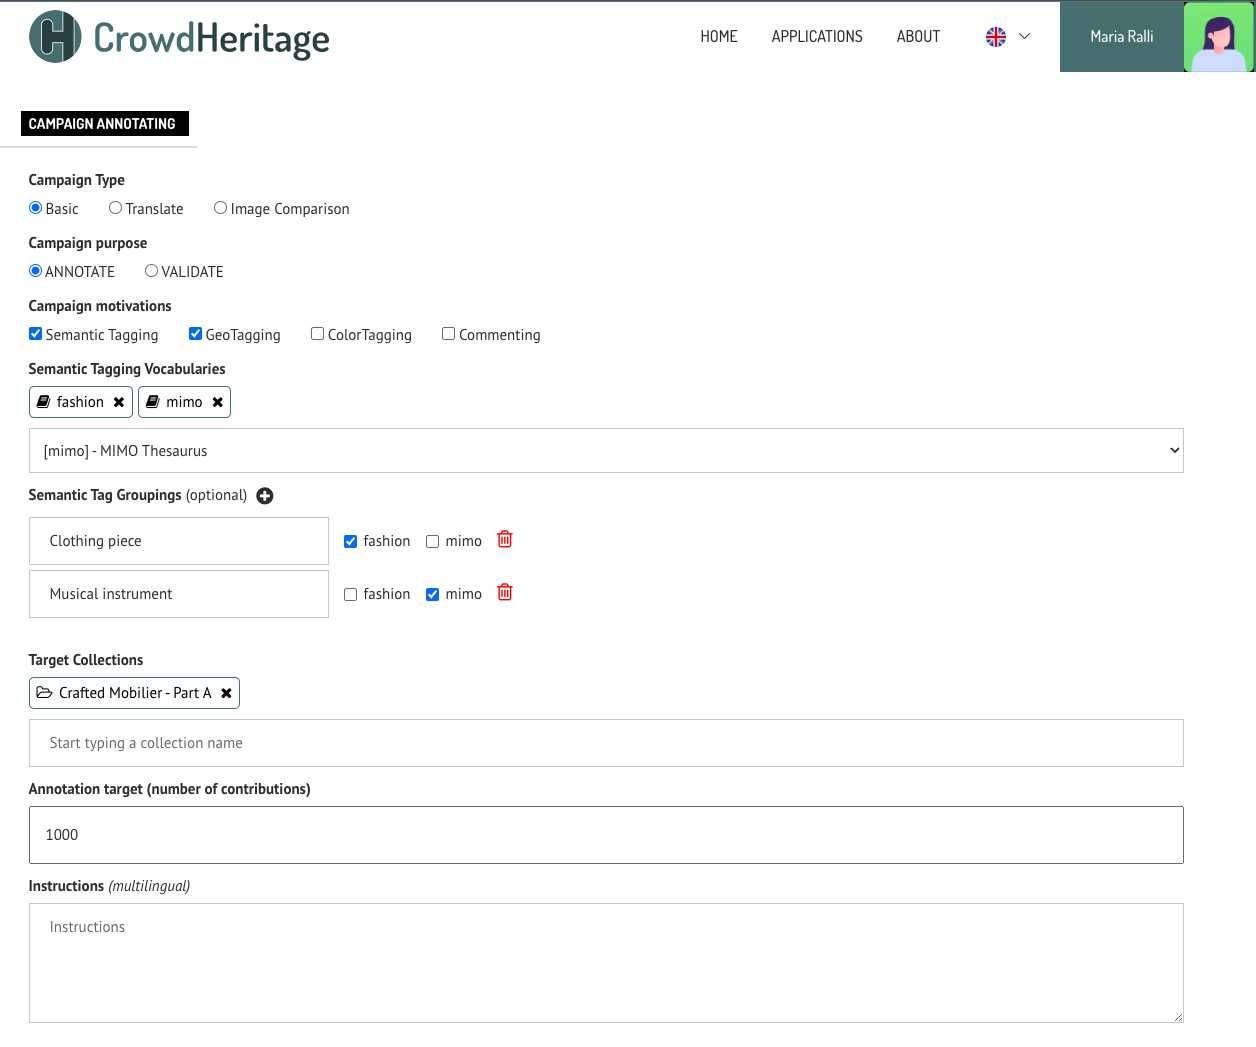 CrowdHeritage HOME APPLICATIONS ABOUT Maria Ralli
CAMPAIGN ANNOTATING
Campaign Type
Basic Translate Image Comparison
Campaign purpose
ANNOTATE VALIDATE
Campaign motivations
Semantic Tagging GeoTagging ColorTagging Commenting
Semantic Tagging Vocabularies
fashion mimo
[mimo] - MIMO Thesaurus
Semantic Tag Groupings (optional)
Clothing piece fashion mimo
Musical instrument fashion mimo
Target Collections
Crafted Mobilier - Part A
Start typing a collection name
Annotation target (number of contributions)
1000
Instructions (multilingual)
Instructions